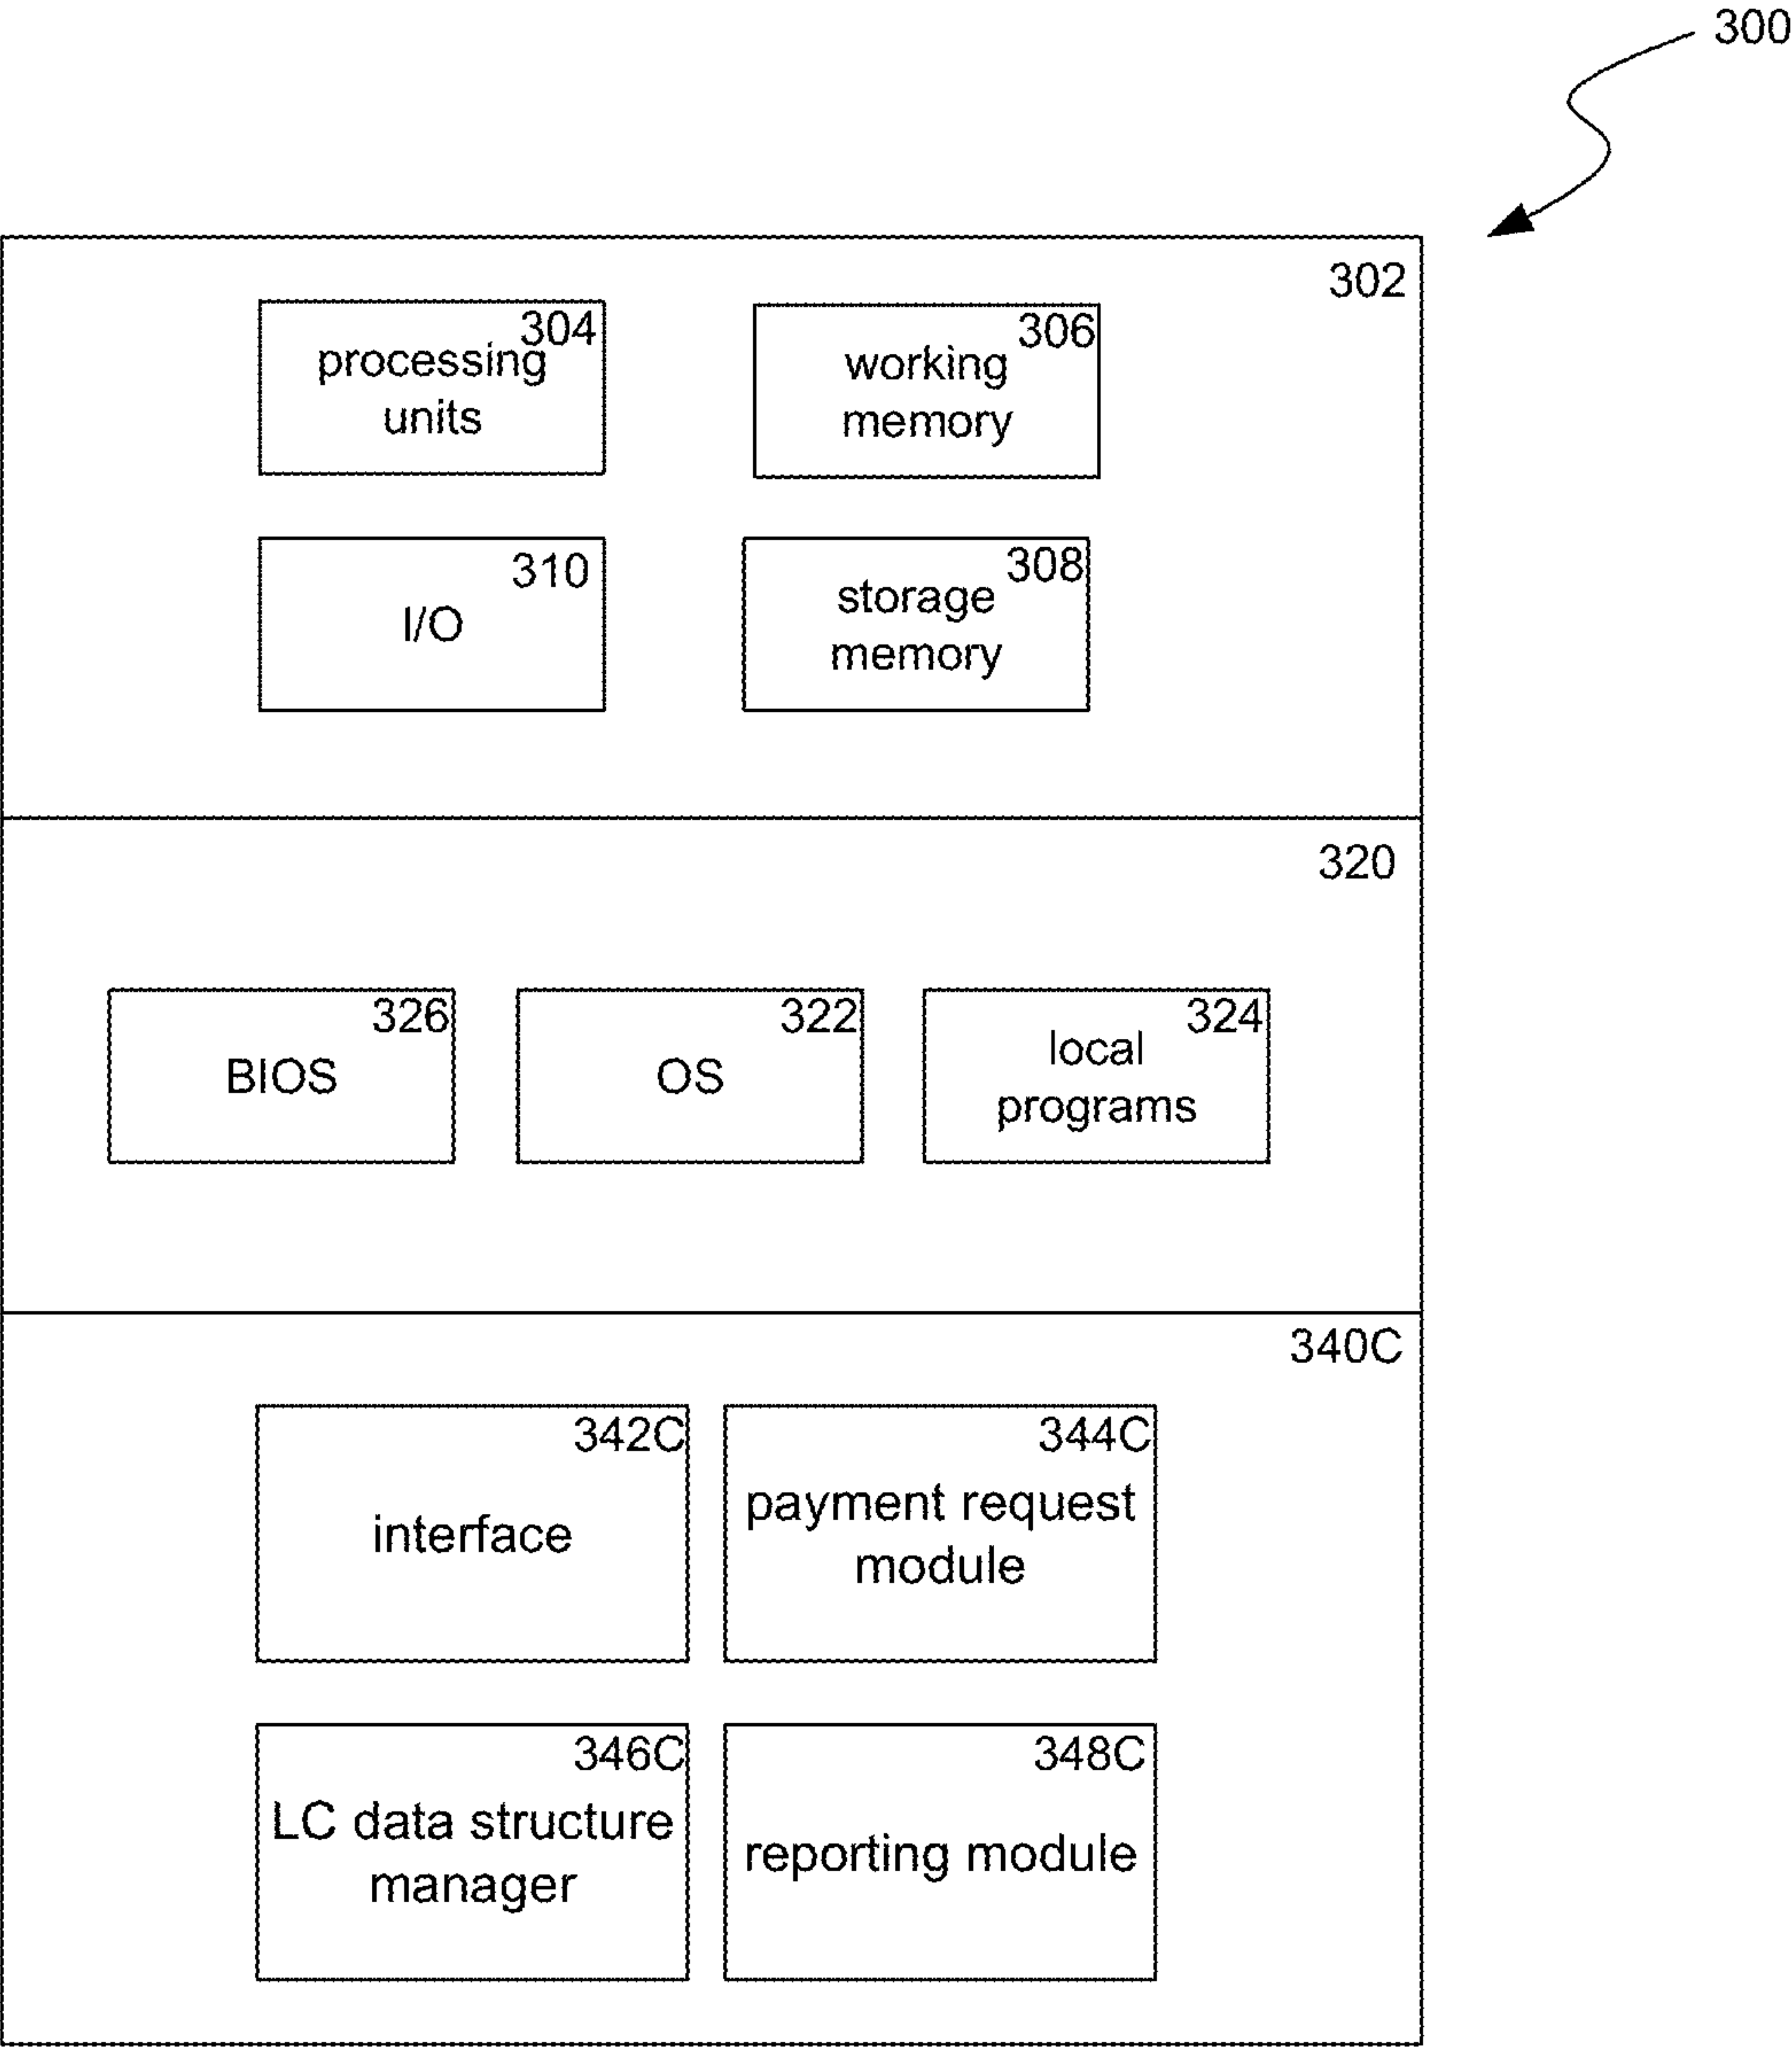 300
302
304
processing
units
306
working
memory
310
I/O
308
storage
memory
320
326
BIOS
322
OS
324
local
programs
340C
342C
interface
344C
payment request
module
346C
LC data structure
manager
348C
reporting module